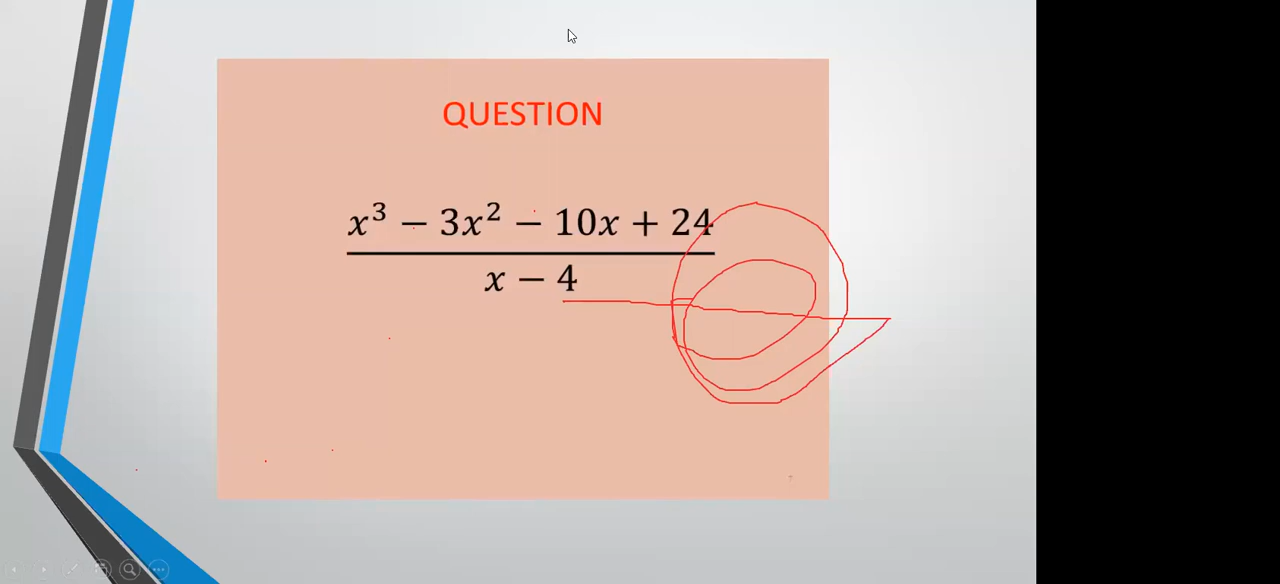 QUESTION
x³ − 3x² − 10x + 24
x − 4